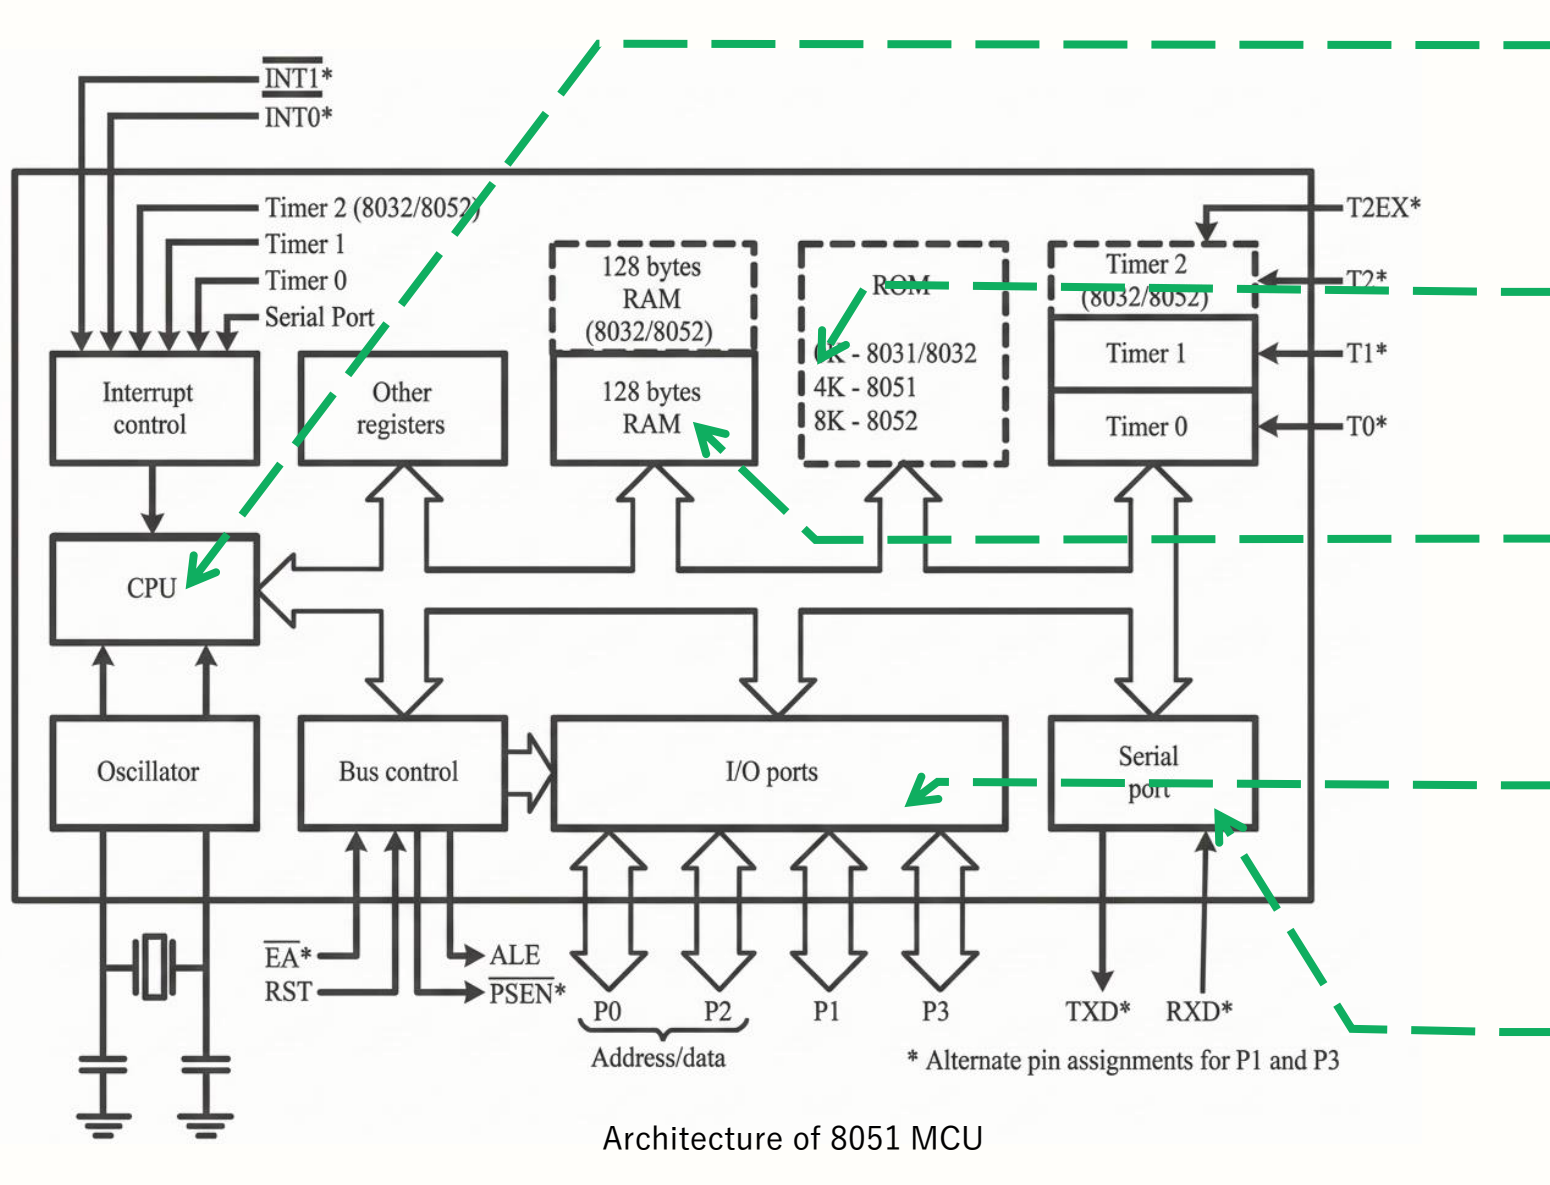 INT1*
INT0*
Timer 2 (8032/8052)
Timer 1
Timer 0
Serial Port
T2EX*
T2*
T1*
T0*
Interrupt
control
Other
registers
128 bytes
RAM
(8032/8052)
128 bytes
RAM
ROM
0K - 8031/8032
4K - 8051
8K - 8052
Timer 2
(8032/8052)
Timer 1
Timer 0
CPU
Oscillator
Bus control
I/O ports
Serial
port
EA*
RST
ALE
PSEN*
P0
P2
P1
P3
Address/data
TXD*
RXD*
* Alternate pin assignments for P1 and P3
Architecture of 8051 MCU